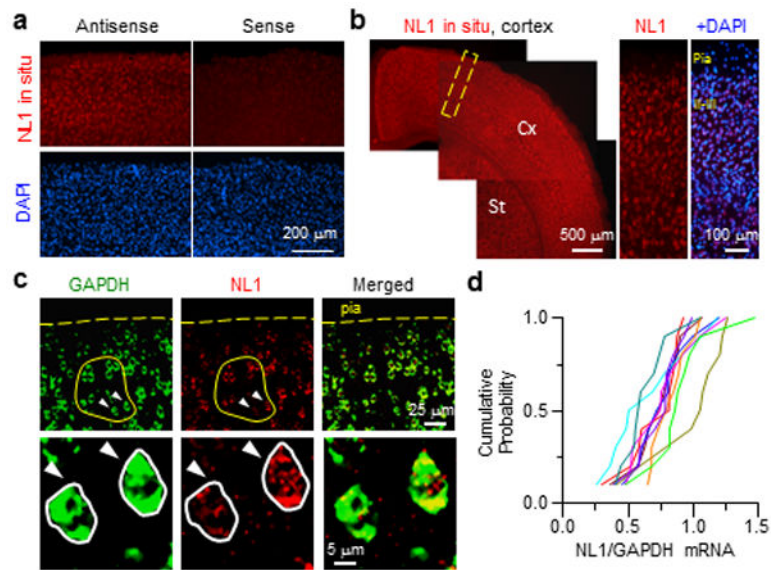 a
Antisense
Sense
NL1 in situ
DAPI
200 μm
b
NL1 in situ, cortex
NL1
+DAPI
Cx
St
500 μm
Pia
II-III
100 μm
c
GAPDH
NL1
Merged
pia
25 μm
5 μm
d
Cumulative
Probability
1.0
0.5
0.0
0.0
0.5
1.0
1.5
NL1/GAPDH mRNA